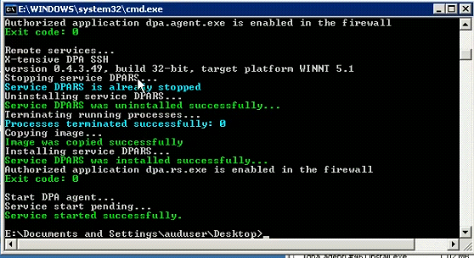 E:\WINDOWS\system32\cmd.exe
Authorized application dpa.agent.exe is enabled in the firewall
Exit code: 0
Remote services...
X-tensive DPA SSH
version 0.4.3.49, build 32-bit, target platform WINNT 5.1
Stopping service DPARS...
Service DPARS is already stopped
Uninstalling service DPARS...
Service DPARS was uninstalled successfully...
Terminating running processes...
Processes terminated successfully: 0
Copying image...
Image was copied successfully
Installing service DPARS...
Service DPARS was installed successfully...
Authorized application dpa.rs.exe is enabled in the firewall
Exit code: 0
Start DPA agent...
Service start pending...
Service started successfully.
E:\Documents and Settings\auduser\Desktop>_